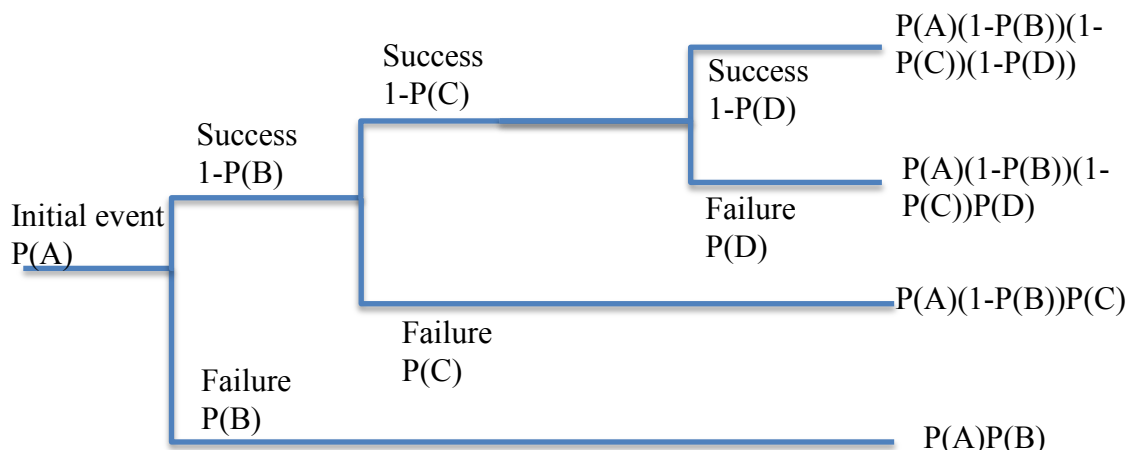 P(A)(1-P(B))(1-
P(C))(1-P(D))
Success
1-P(C)
Success
1-P(D)
Success
1-P(B)
P(A)(1-P(B))(1-
P(C))P(D)
Initial event
P(A)
Failure
P(D)
P(A)(1-P(B))P(C)
Failure
P(C)
Failure
P(B)
P(A)P(B)